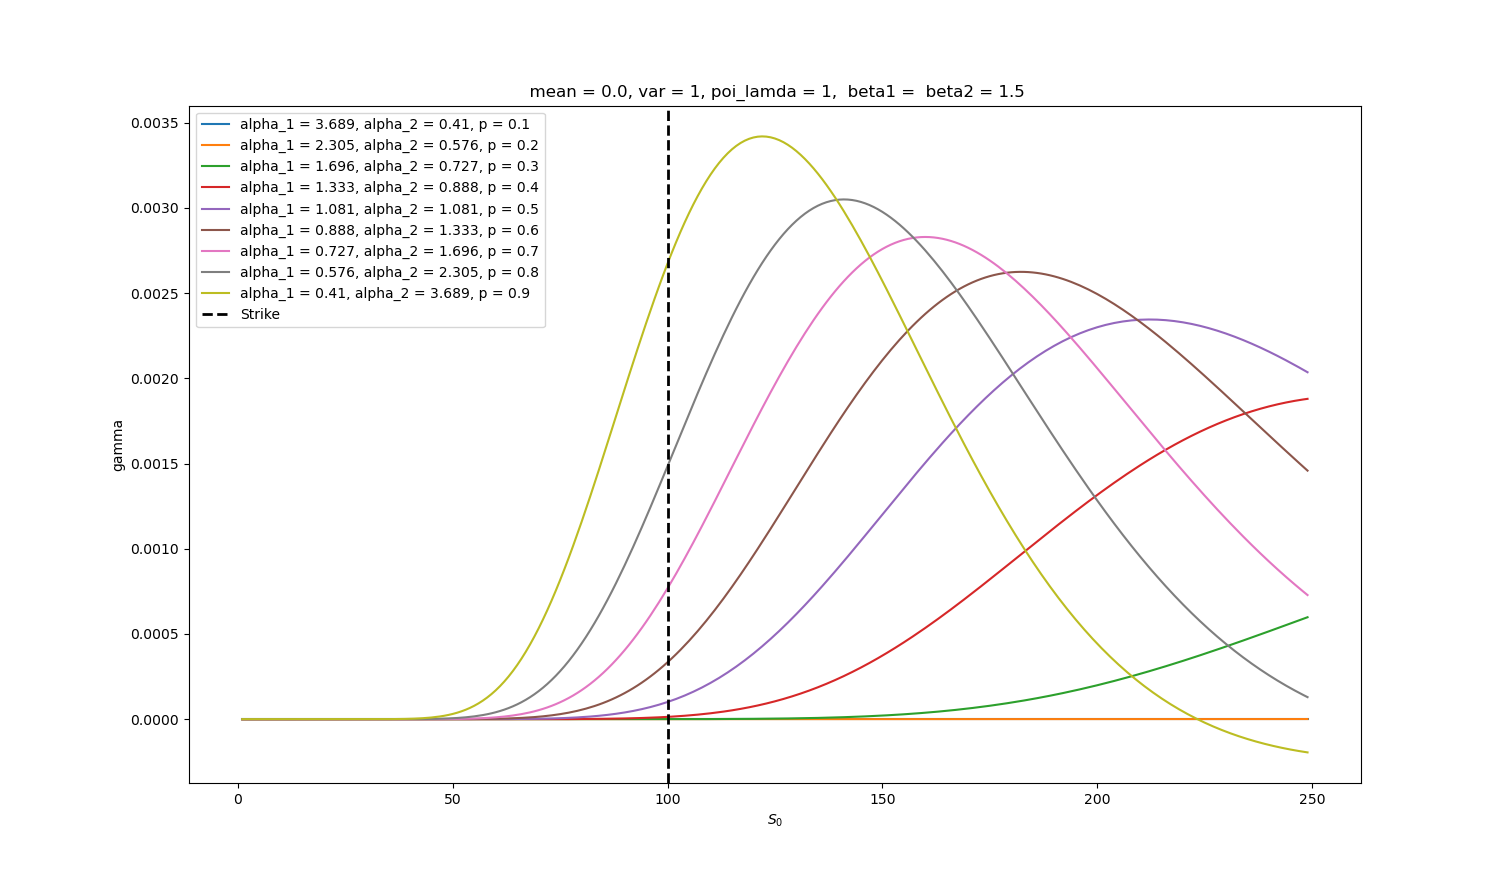 mean = 0.0, var = 1, poi_lamda = 1,  beta1 =  beta2 = 1.5
alpha_1 = 3.689, alpha_2 = 0.41, p = 0.1
alpha_1 = 2.305, alpha_2 = 0.576, p = 0.2
alpha_1 = 1.696, alpha_2 = 0.727, p = 0.3
alpha_1 = 1.333, alpha_2 = 0.888, p = 0.4
alpha_1 = 1.081, alpha_2 = 1.081, p = 0.5
alpha_1 = 0.888, alpha_2 = 1.333, p = 0.6
alpha_1 = 0.727, alpha_2 = 1.696, p = 0.7
alpha_1 = 0.576, alpha_2 = 2.305, p = 0.8
alpha_1 = 0.41, alpha_2 = 3.689, p = 0.9
Strike
0.0035
0.0030
0.0025
0.0020
0.0015
0.0010
0.0005
0.0000
gamma
0 50 100 150 200 250
S_0